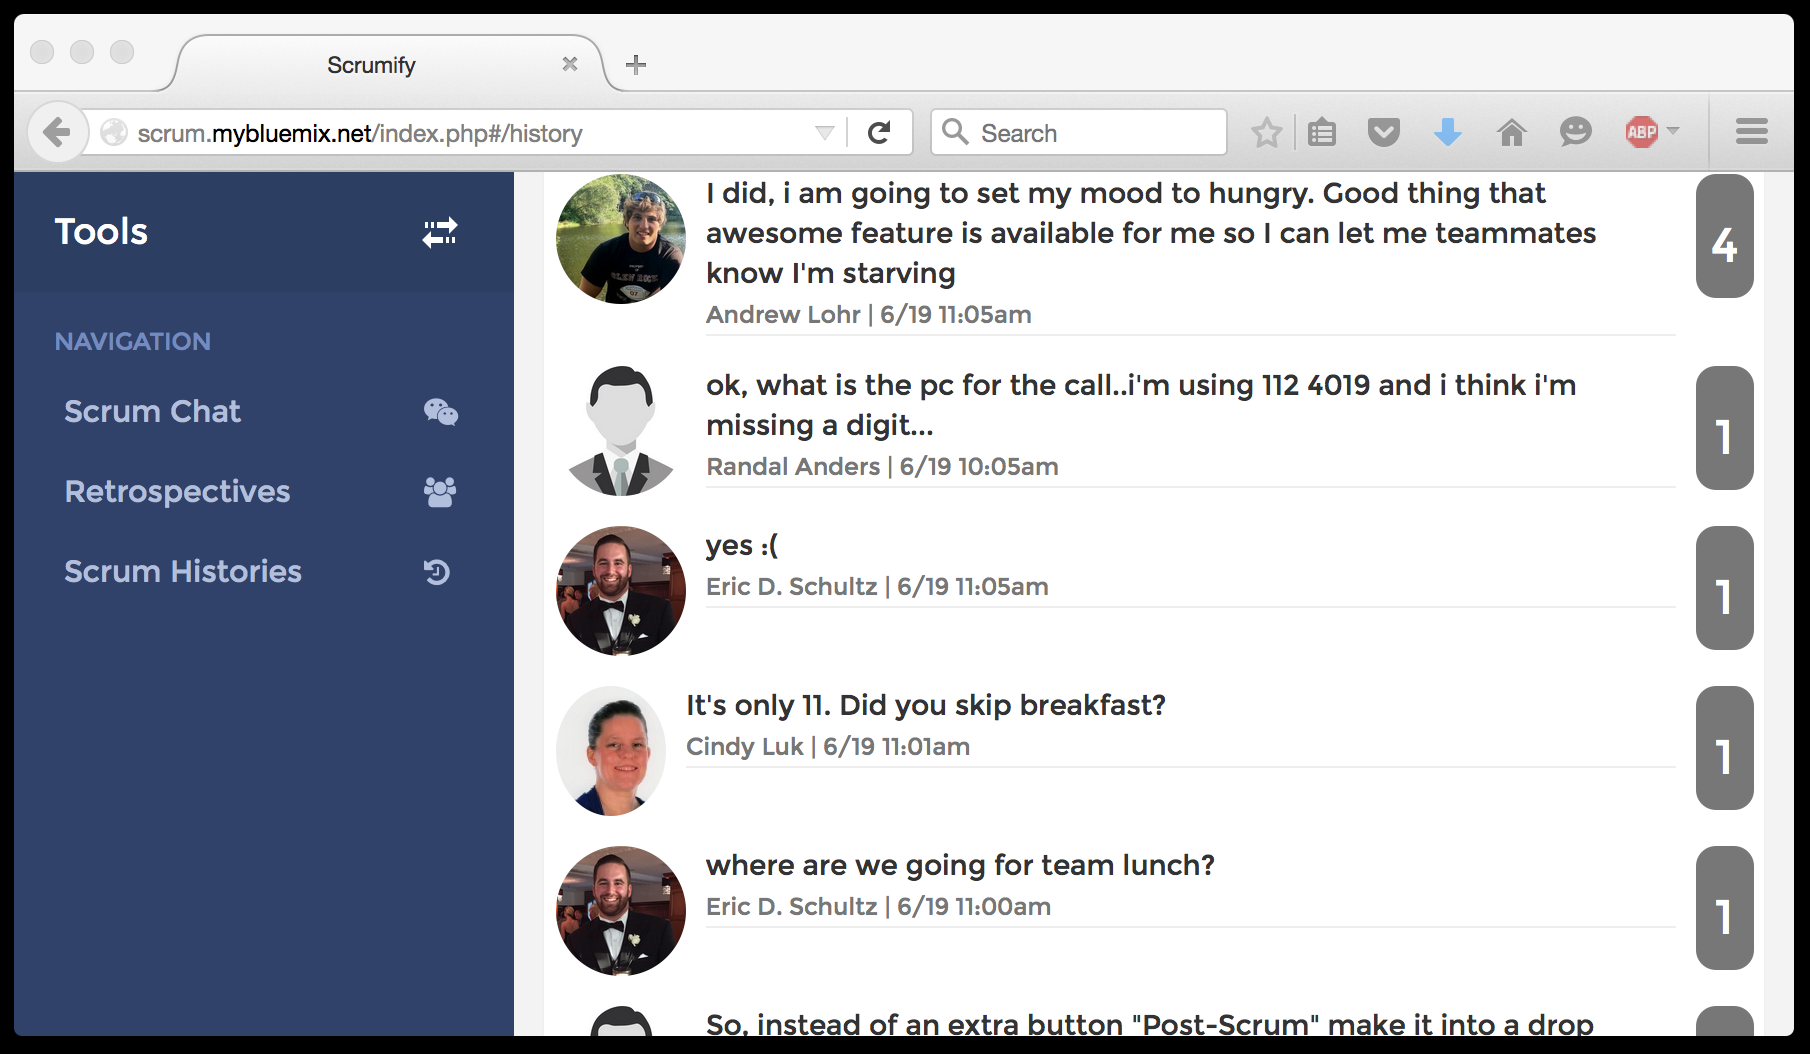 Scrumify
scrum.mybluemix.net/index.php#/history
Search
ABP
Tools
NAVIGATION
Scrum Chat
Retrospectives
Scrum Histories
I did, i am going to set my mood to hungry. Good thing that
awesome feature is available for me so I can let me teammates
know I'm starving
Andrew Lohr | 6/19 11:05am
4
ok, what is the pc for the call..i'm using 112 4019 and i think i'm
missing a digit...
Randal Anders | 6/19 10:05am
1
yes :(
Eric D. Schultz | 6/19 11:05am
1
It's only 11. Did you skip breakfast?
Cindy Luk | 6/19 11:01am
1
where are we going for team lunch?
Eric D. Schultz | 6/19 11:00am
1
So, instead of an extra button "Post-Scrum" make it into a drop